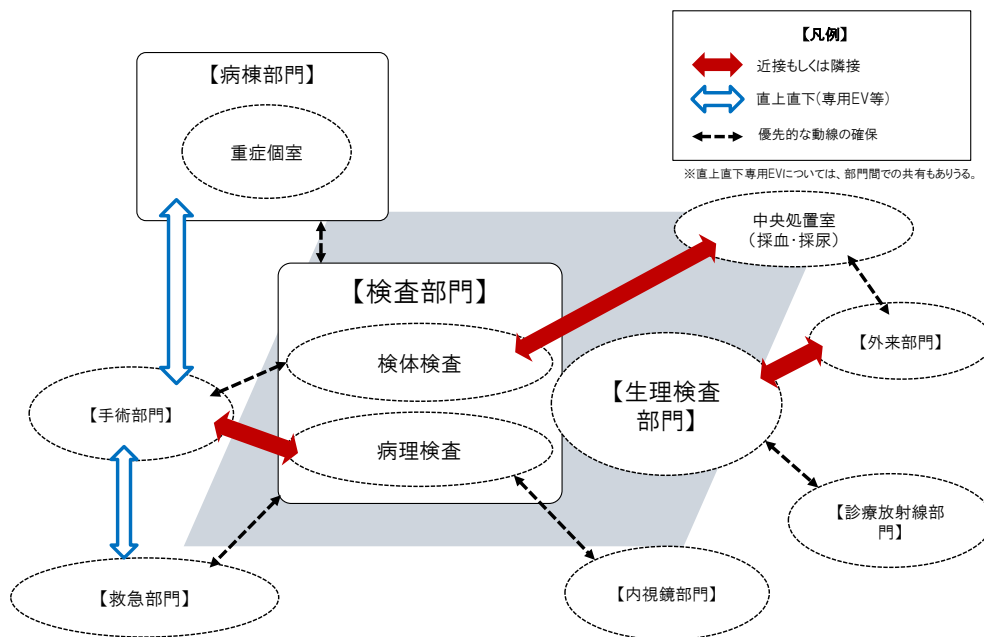 【凡例】
近接もしくは隣接
直上直下(専用EV等)
優先的な動線の確保
※直上直下専用EVについては、部門間での共有もありうる。
【病棟部門】
重症個室
中央処置室
（採血・採尿）
【検査部門】
検体検査
病理検査
【外来部門】
【生理検査
部門】
【手術部門】
【診療放射線部
門】
【救急部門】
【内視鏡部門】